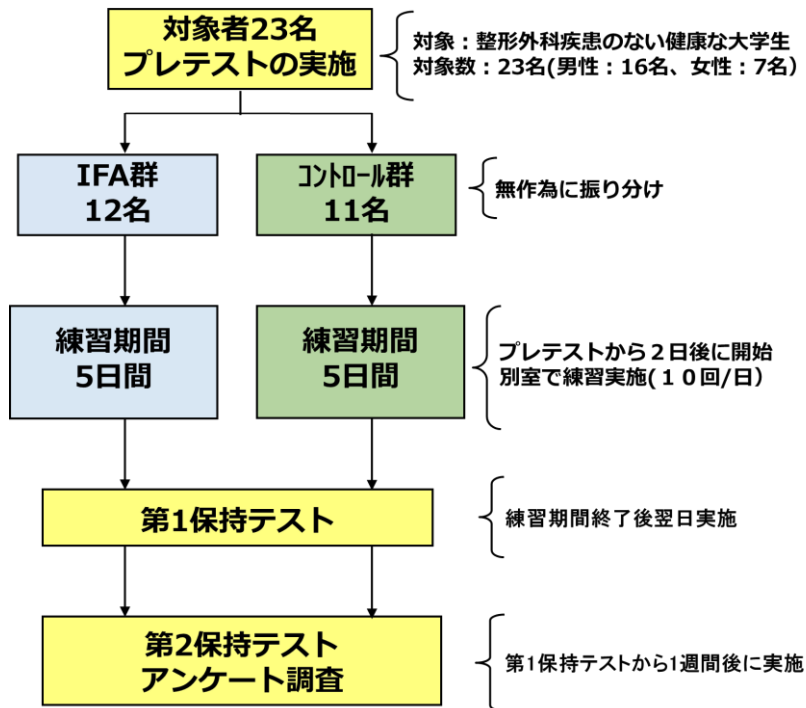 対象者23名
プレテストの実施
対象：整形外科疾患のない健康な大学生
対象数：23名(男性：16名、女性：7名）
IFA群
12名
ｺﾝﾄﾛｰﾙ群
11名
無作為に振り分け
練習期間
5日間
練習期間
5日間
プレテストから２日後に開始
別室で練習実施(１０回/日）
第1保持テスト
練習期間終了後翌日実施
第2保持テスト
アンケート調査
第1保持テストから1週間後に実施